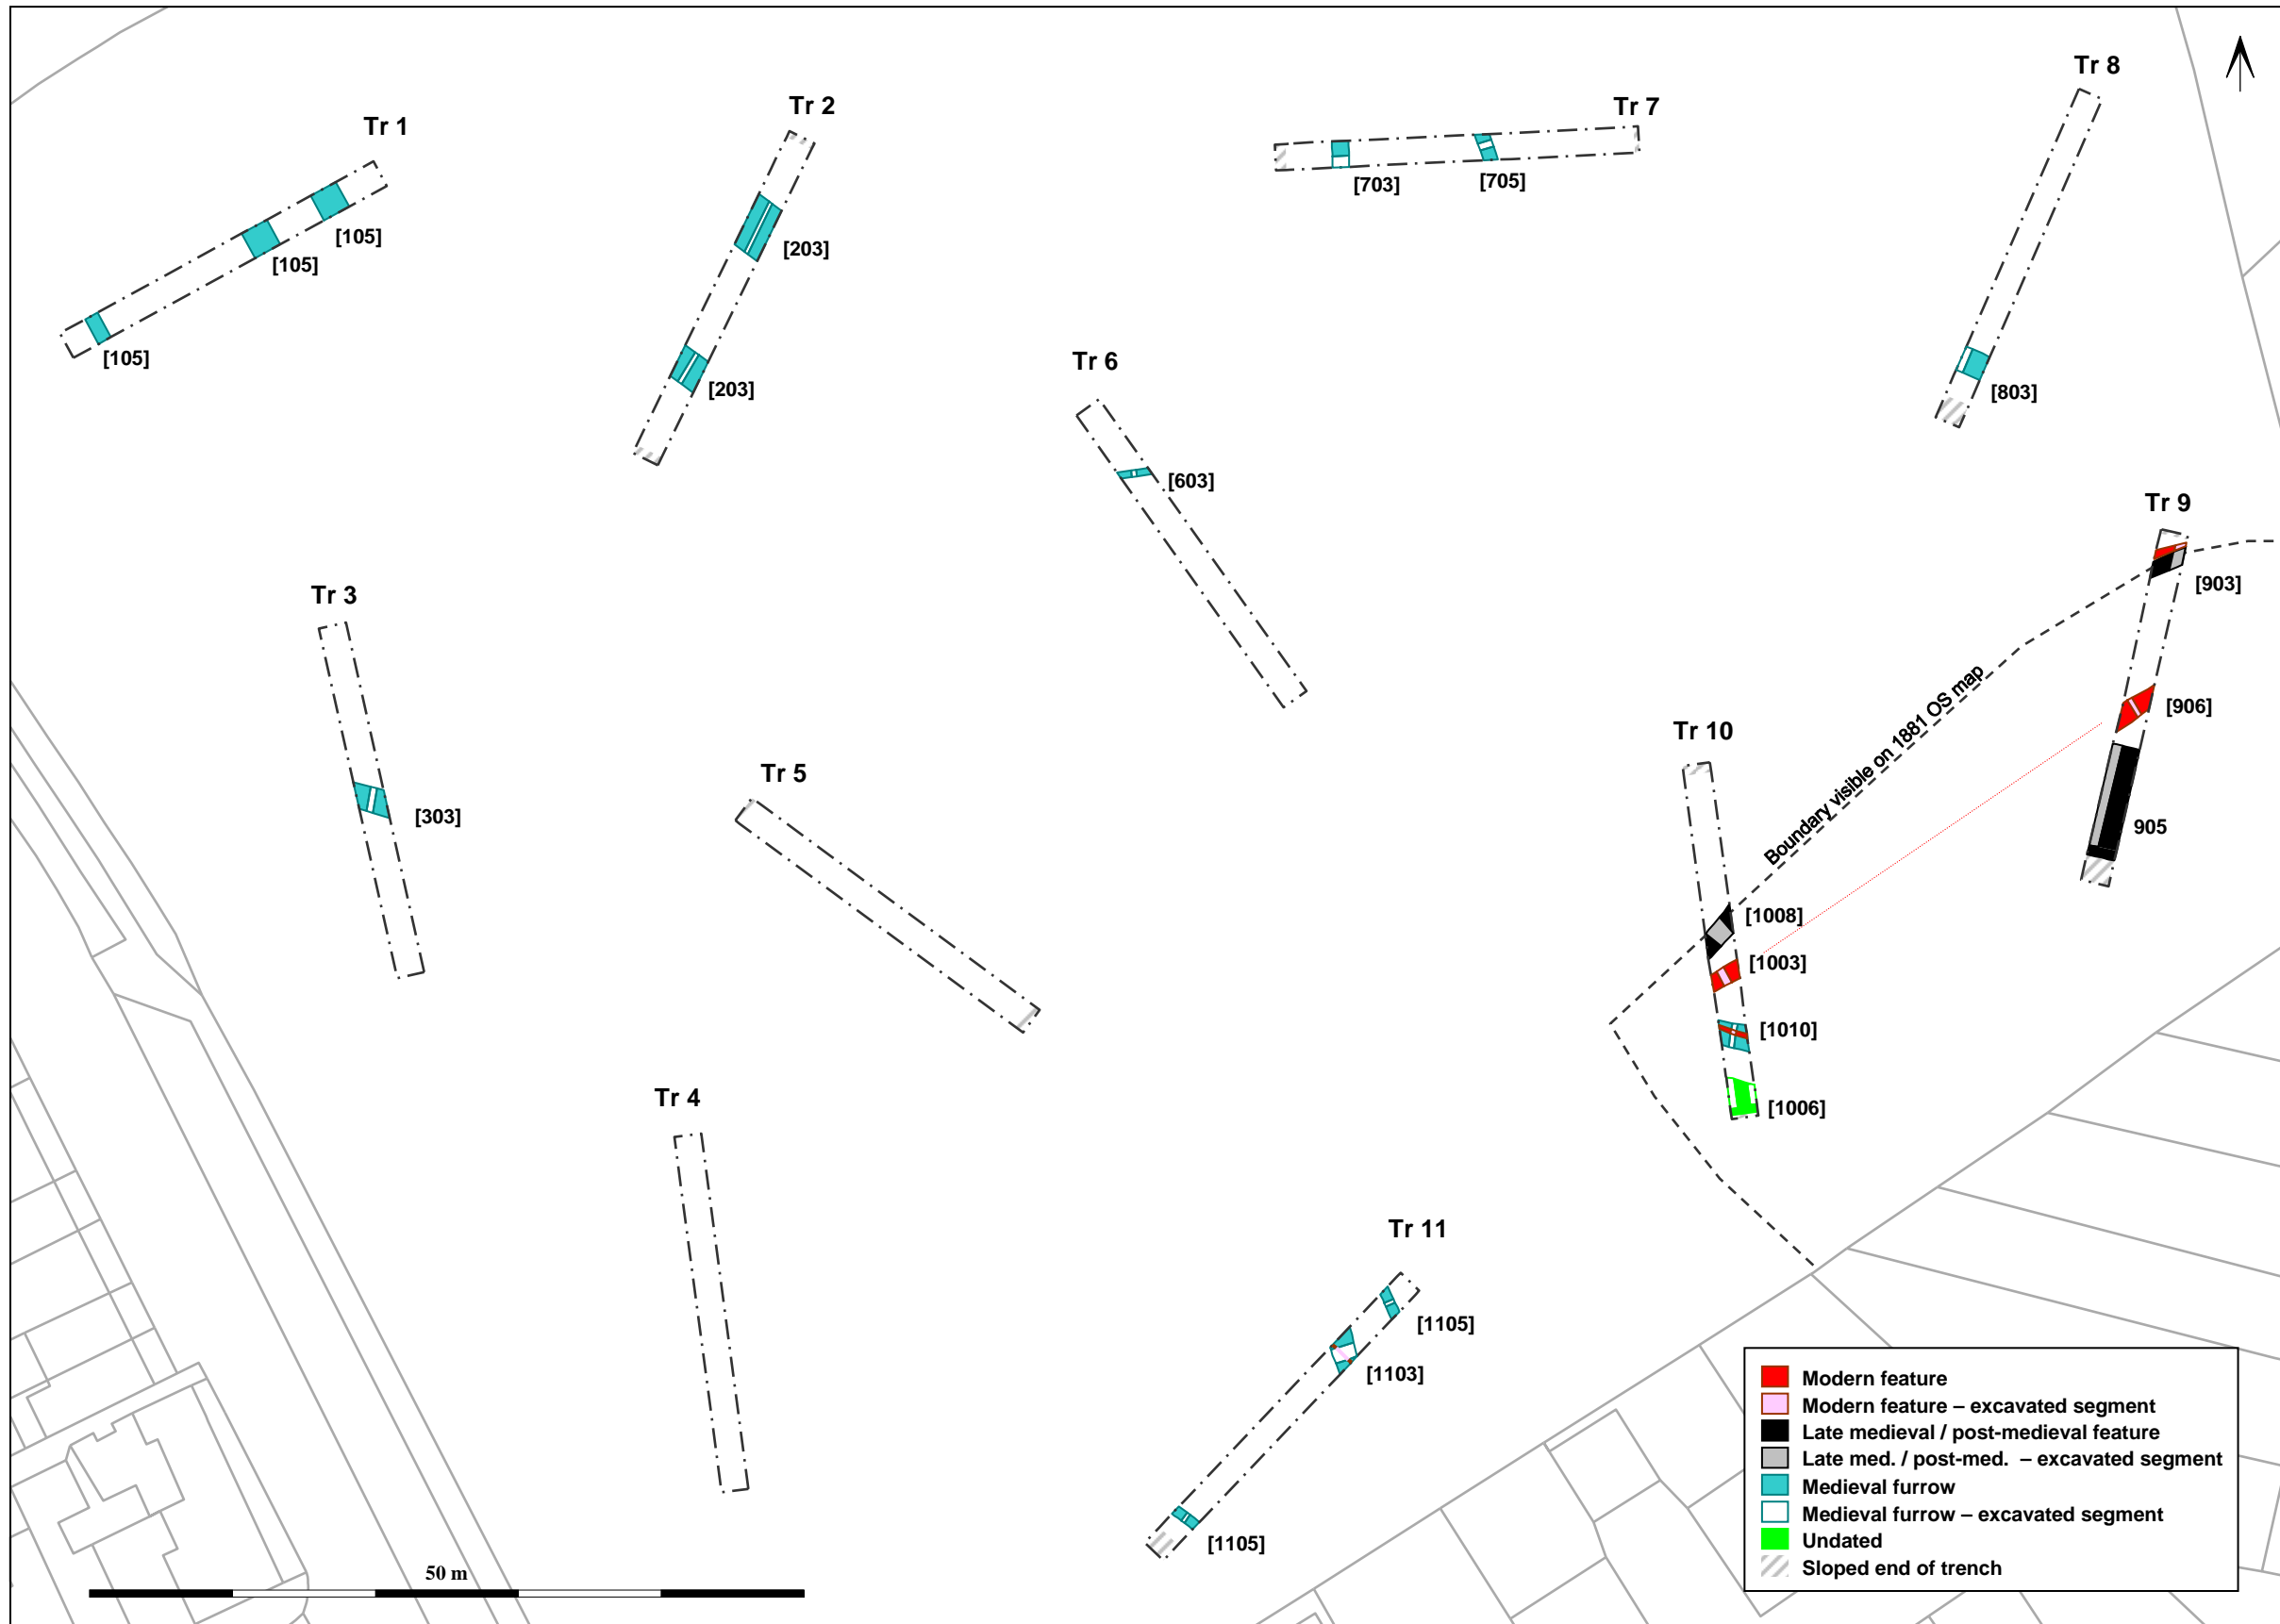 Tr 8
Tr 2
Tr 7
Tr 1
[703]
[705]
[105]
[203]
[105]
[105]
Tr 6
[203]
[803]
[603]
Tr 9
[903]
Tr 3
Boundary visible on 1881 OS map
[906]
Tr 10
Tr 5
[303]
905
[1008]
[1003]
[1010]
Tr 4
[1006]
Tr 11
[1105]
[1103]
[1105]
50 m
Modern feature
Modern feature – excavated segment
Late medieval / post-medieval feature
Late med. / post-med. – excavated segment
Medieval furrow
Medieval furrow – excavated segment
Undated
Sloped end of trench